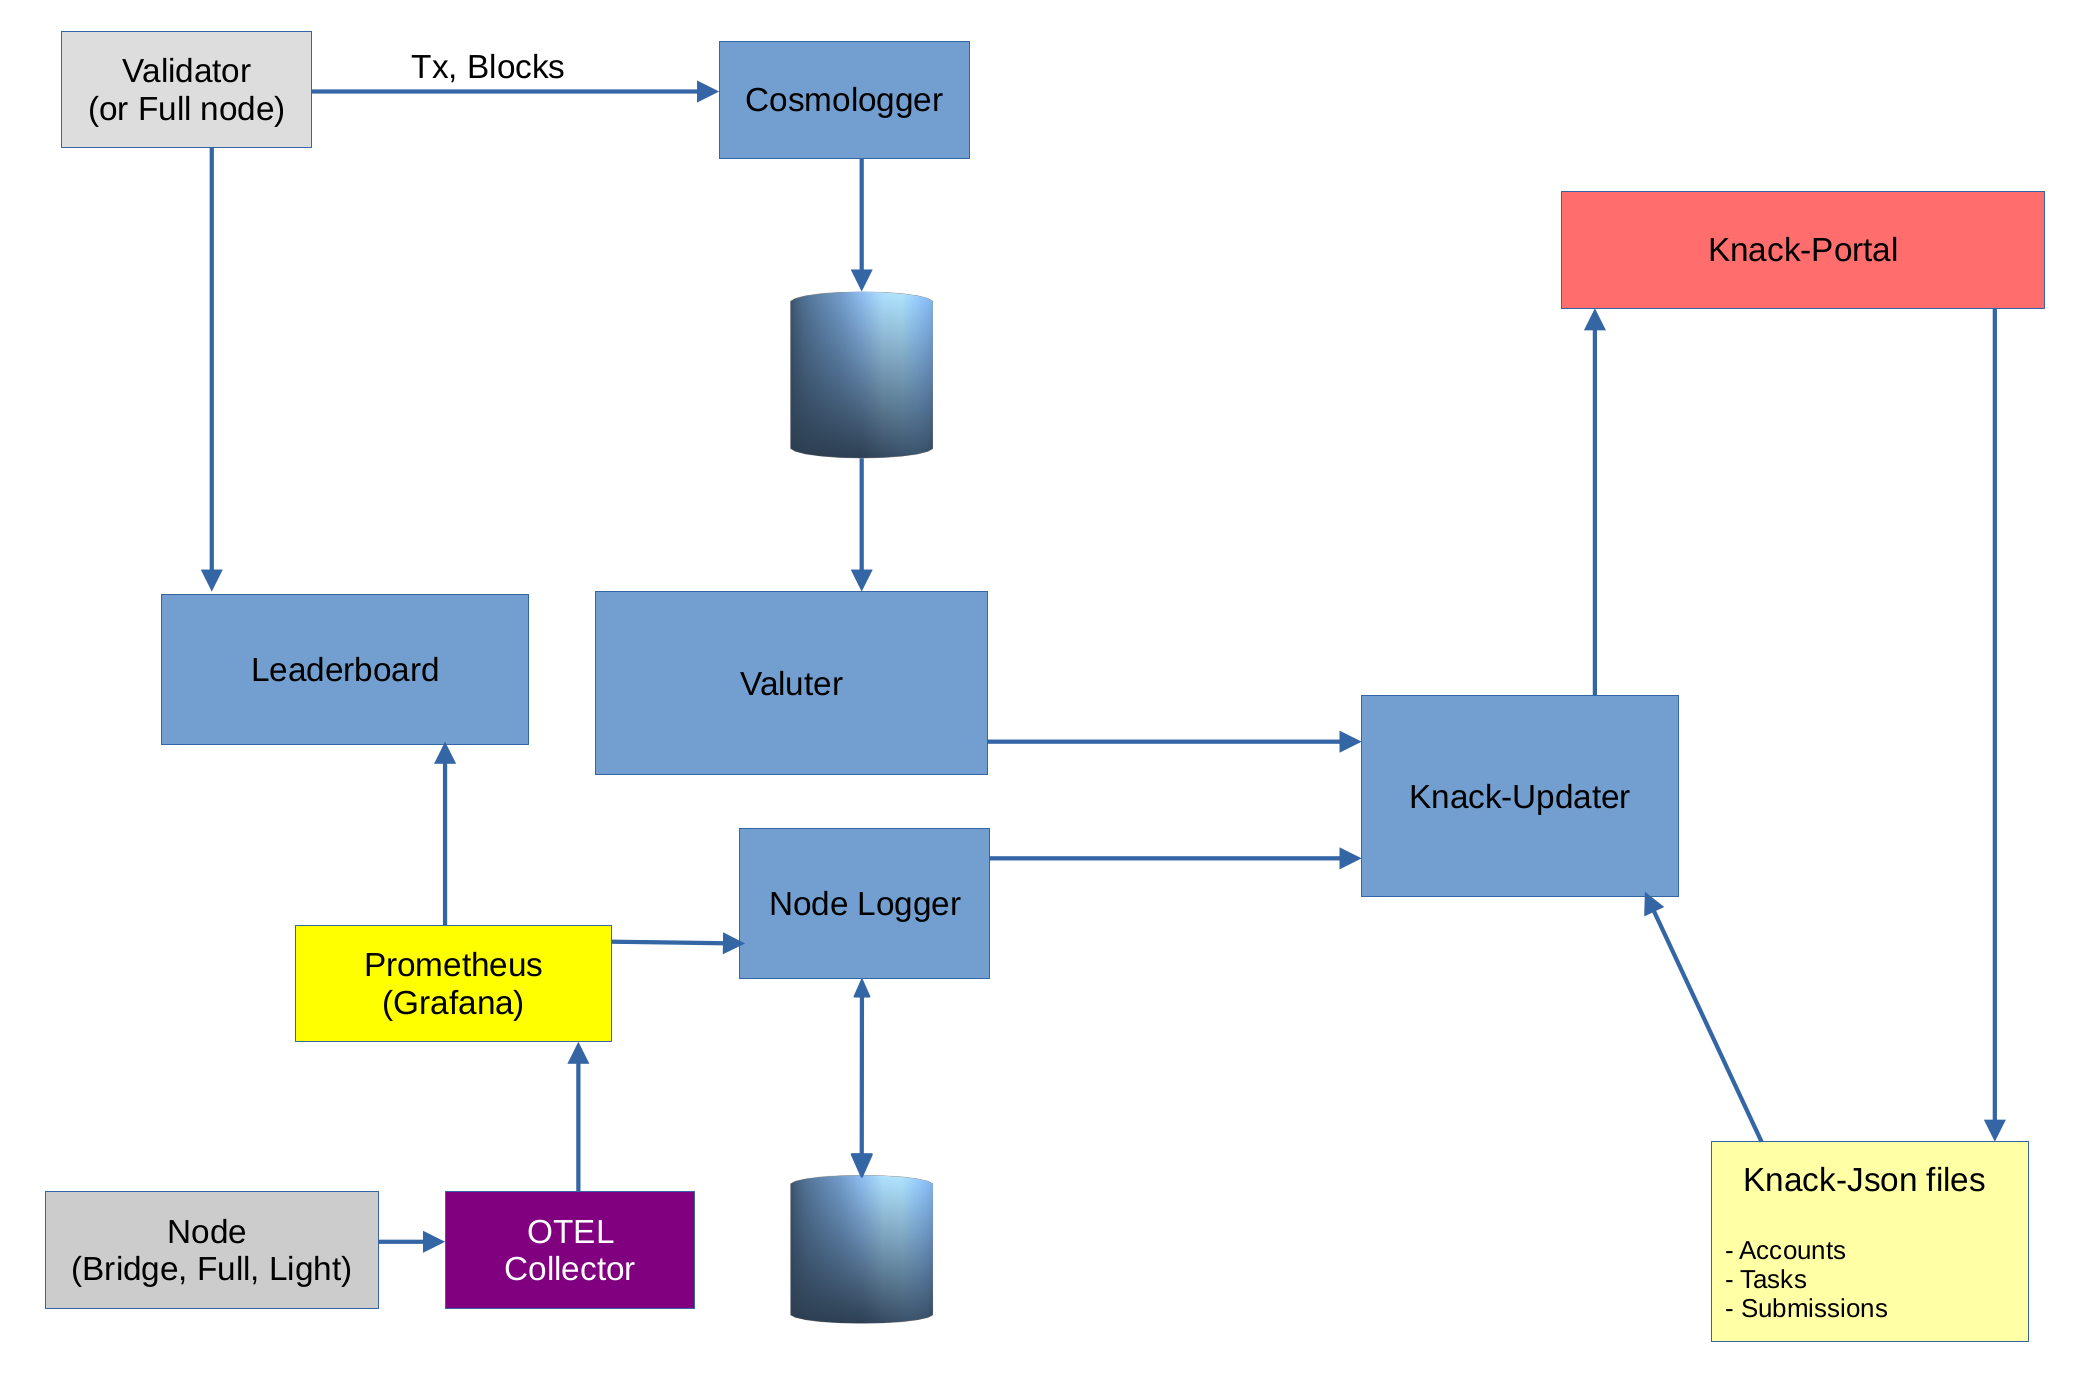 Validator
(or Full node)
Tx, Blocks
Cosmologger
Knack-Portal
Leaderboard
Valuter
Knack-Updater
Node Logger
Prometheus
(Grafana)
Node
(Bridge, Full, Light)
OTEL
Collector
Knack-Json files
- Accounts
- Tasks
- Submissions